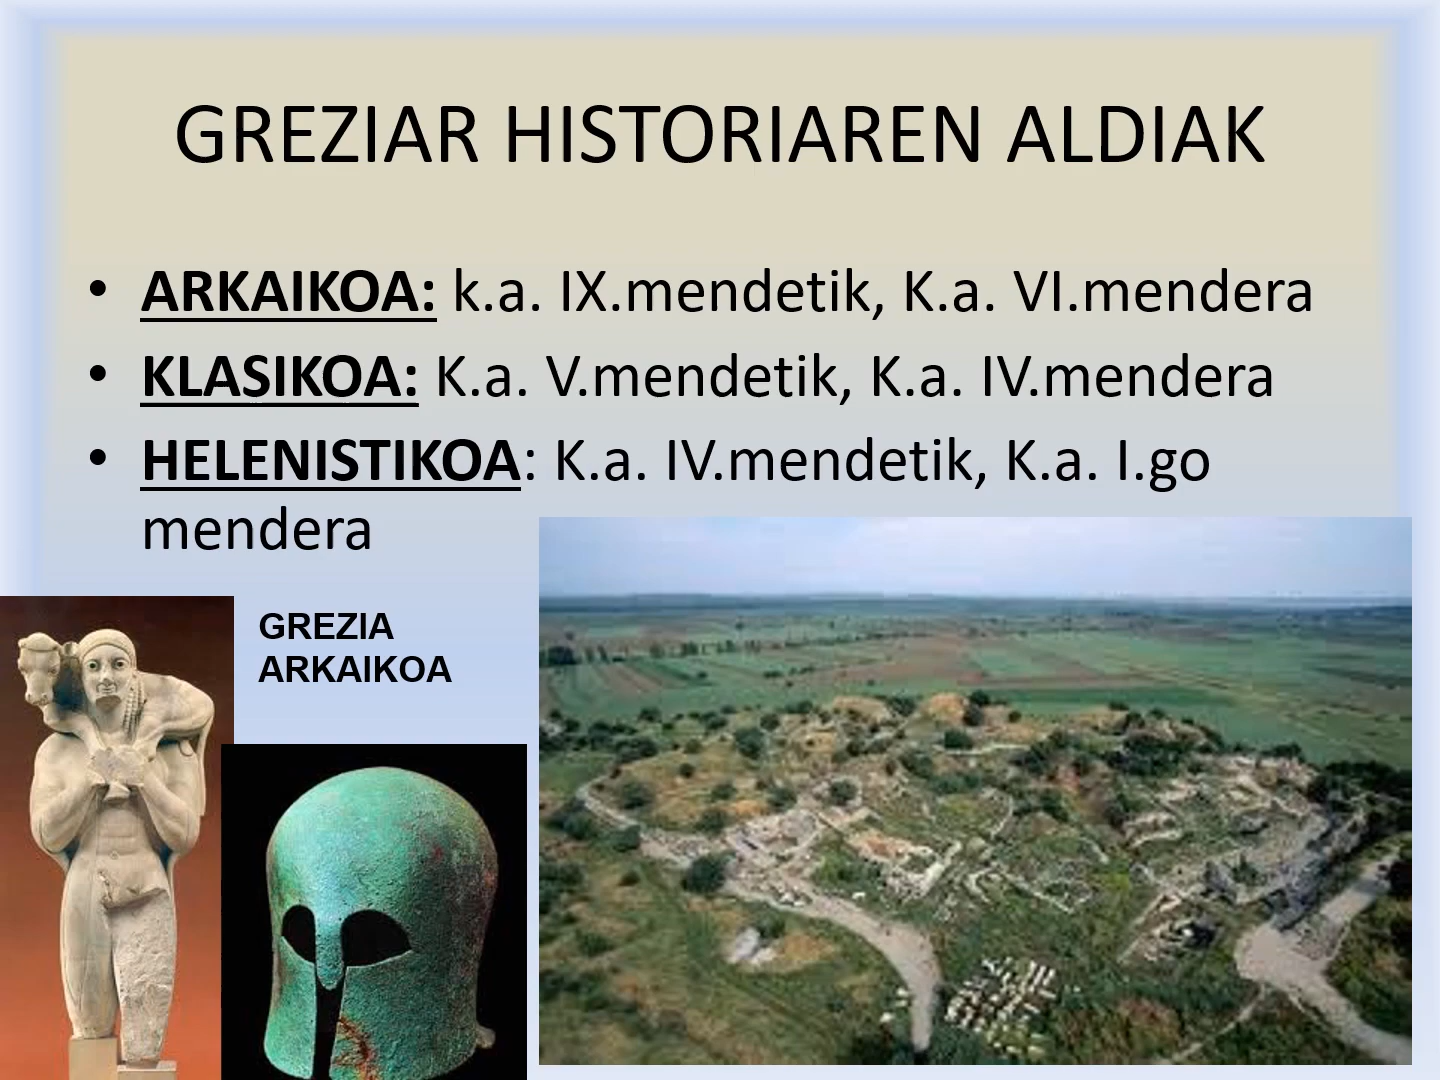 GREZIAR HISTORIAREN ALDIAK
• ARKAIKOA: k.a. IX.mendetik, K.a. VI.mendera
• KLASIKOA: K.a. V.mendetik, K.a. IV.mendera
• HELENISTIKOA: K.a. IV.mendetik, K.a. I.go
mendera
GREZIA
ARKAIKOA